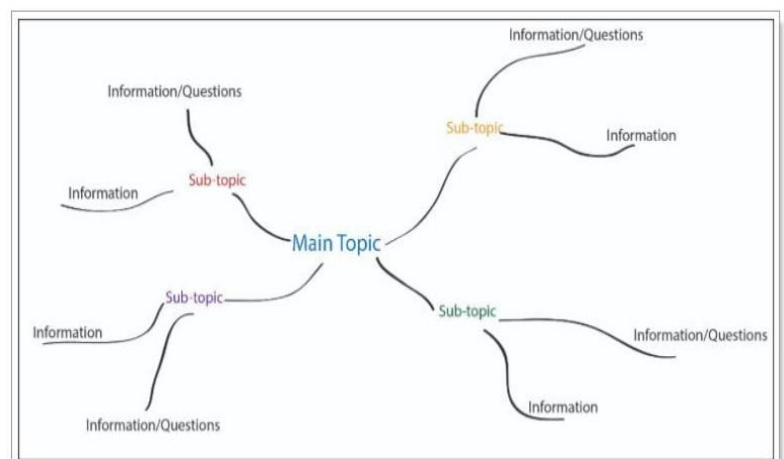 Information/Questions
Information/Questions
Sub-topic
Information
Sub-topic
Information
Main Topic
Sub-topic
Sub-topic
Information
Information/Questions
Information
Information/Questions